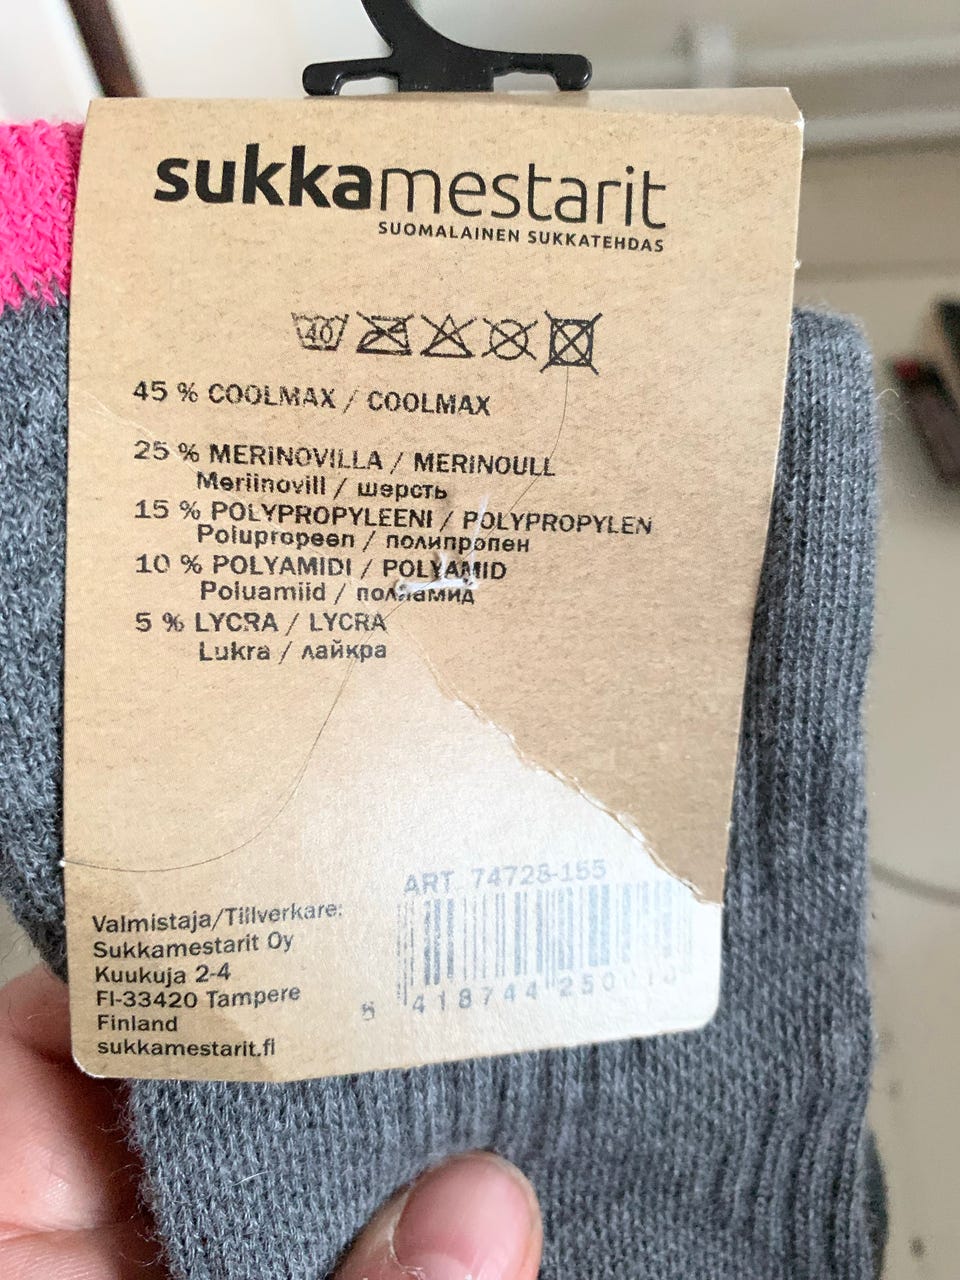 sukkamestarit
SUOMALAINEN SUKKATEHDAS
40
45 % COOLMAX / COOLMAX
25 % MERINOVILLA / MERINOULL
Meriinovill / шерсть
15 % POLYPROPYLEENI / POLYPROPYLEN
Polupropeen / полипропен
10 % POLYAMIDI / POLYAMID
Poluamiid /
5 % LYCRA / LYCRA
Lukra / лайкра
ART 74728-155
Valmistaja/Tillverkare:
Sukkamestarit Oy
Kuukuja 2-4
FI-33420 Tampere
Finland
sukkamestarit.fi
418744